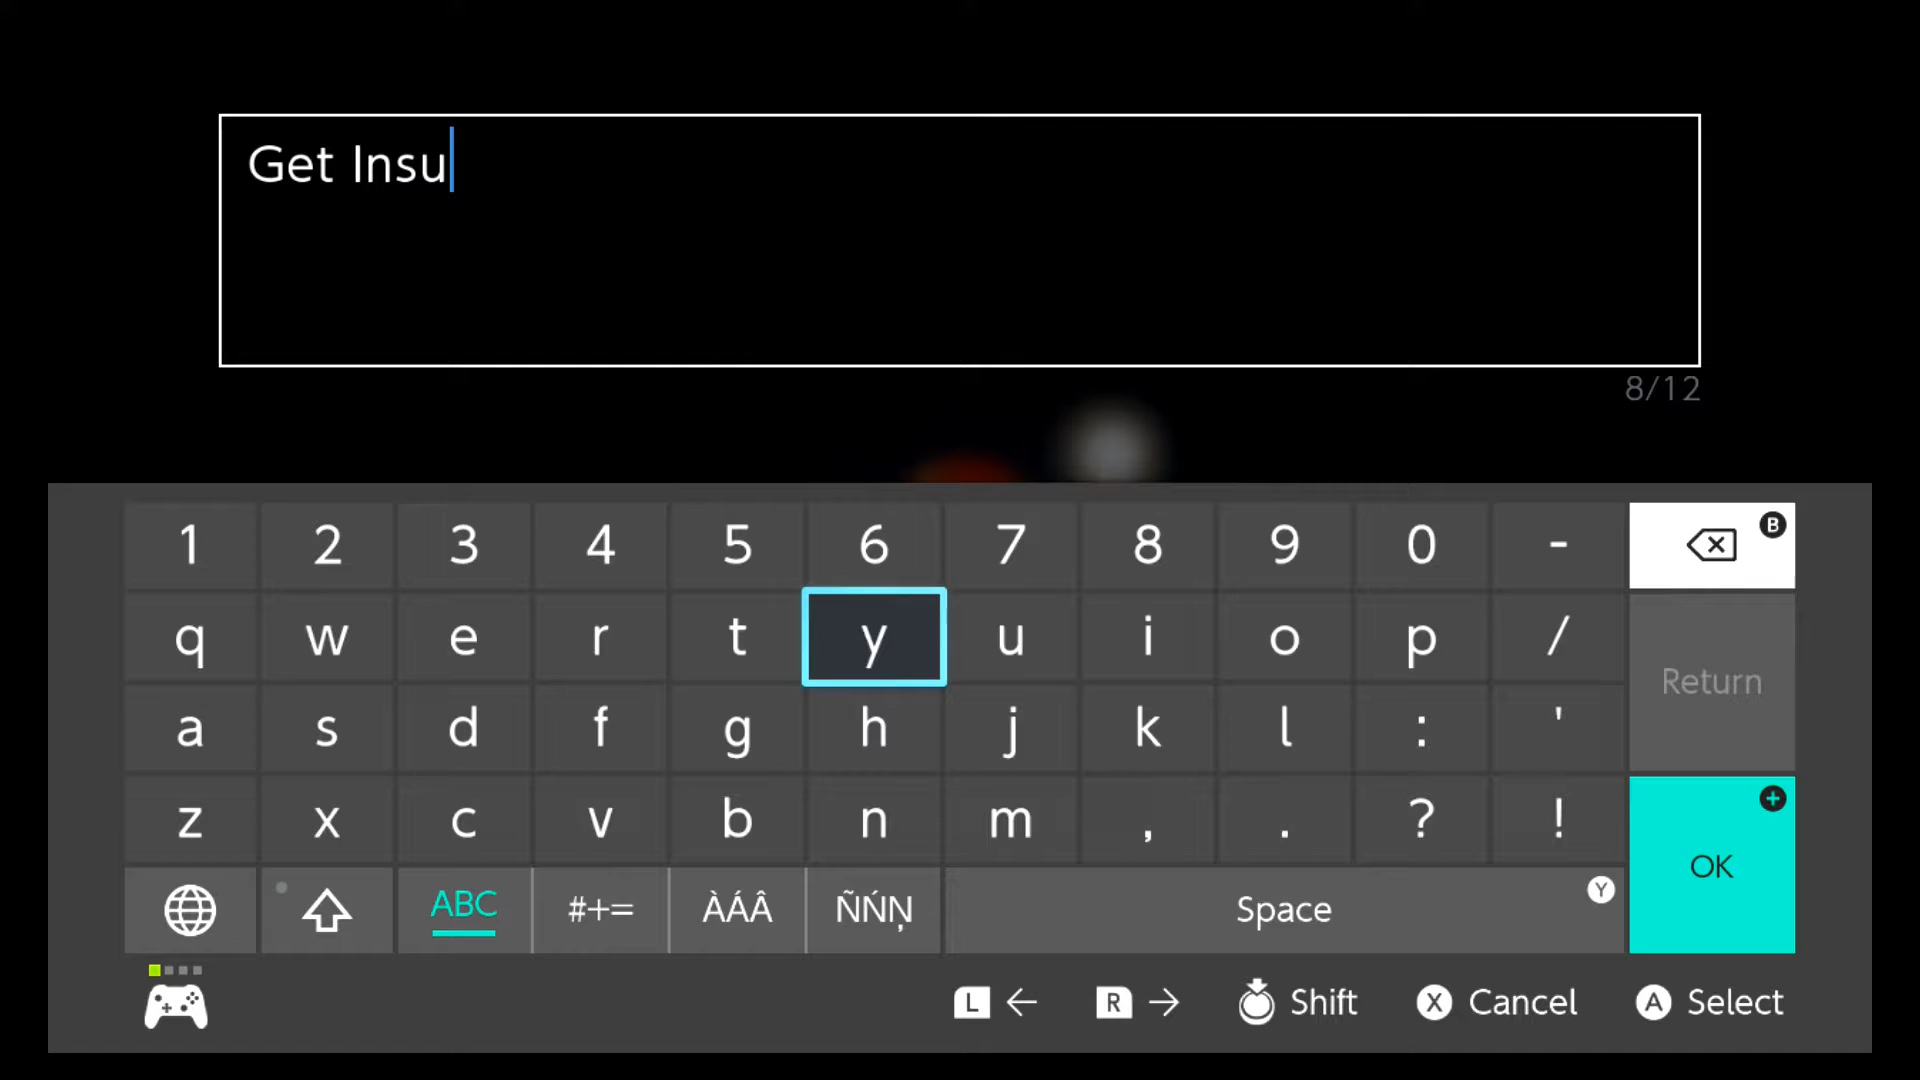 Get Insu
8/12
1 2 3 4 5 6 7 8 9 0 - B
q w e r t y u i o p / Return
a s d f g h j k l : '
z x c v b n m , . ? ! + OK
ABC #+= ÀÁÂ ÑŃŅ Space Y
L ← R → Shift X Cancel A Select